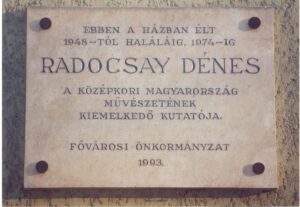 EBBEN A HÁZBAN ÉLT
1948-TÓL HALÁLÁIG, 1974-IG
RADOCSAY DÉNES
A KÖZÉPKORI MAGYARORSZÁG
MŰVÉSZETÉNEK
KIEMELKEDŐ KUTATÓJA.
FŐVÁROSI ÖNKORMÁNYZAT
1993.